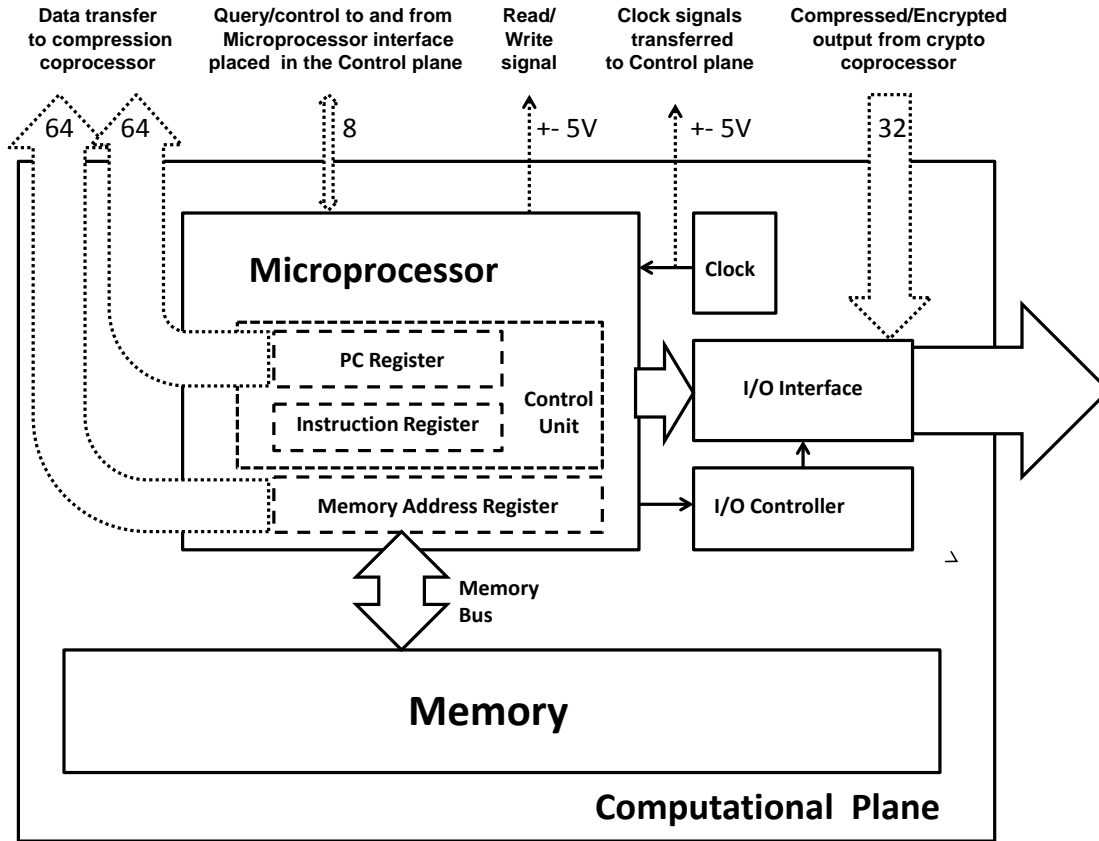 Data transfer
to compression
coprocessor
Query/control to and from
Microprocessor interface
placed in the Control plane
Read/
Write
signal
Clock signals
transferred
to Control plane
Compressed/Encrypted
output from crypto
coprocessor
64
64
8
+- 5V
+- 5V
32
Microprocessor
Clock
PC Register
Instruction Register
Control
Unit
Memory Address Register
I/O Interface
I/O Controller
Memory
Bus
Memory
Computational Plane